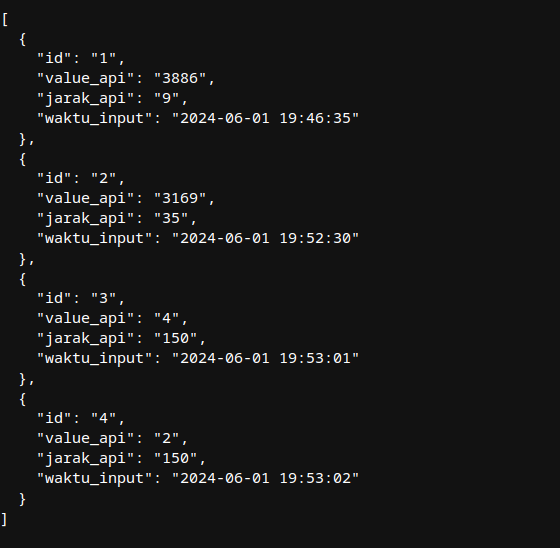 [
  {
    "id": "1",
    "value_api": "3886",
    "jarak_api": "9",
    "waktu_input": "2024-06-01 19:46:35"
  },
  {
    "id": "2",
    "value_api": "3169",
    "jarak_api": "35",
    "waktu_input": "2024-06-01 19:52:30"
  },
  {
    "id": "3",
    "value_api": "4",
    "jarak_api": "150",
    "waktu_input": "2024-06-01 19:53:01"
  },
  {
    "id": "4",
    "value_api": "2",
    "jarak_api": "150",
    "waktu_input": "2024-06-01 19:53:02"
  }
]